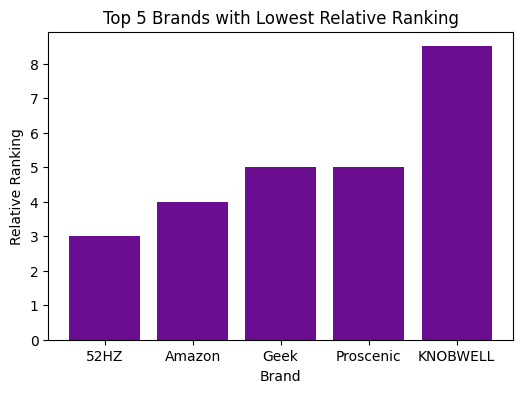 Top 5 Brands with Lowest Relative Ranking
Relative Ranking
8
7
6
5
4
3
2
1
0
52HZ Amazon Geek Proscenic KNOBWELL
Brand